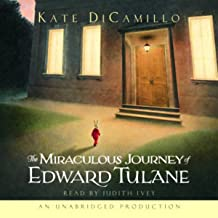 KATE DICAMILLO
The MIRACULOUS JOURNEY of
EDWARD TULANE
READ BY JUDITH IVEY
AN UNABRIDGED PRODUCTION